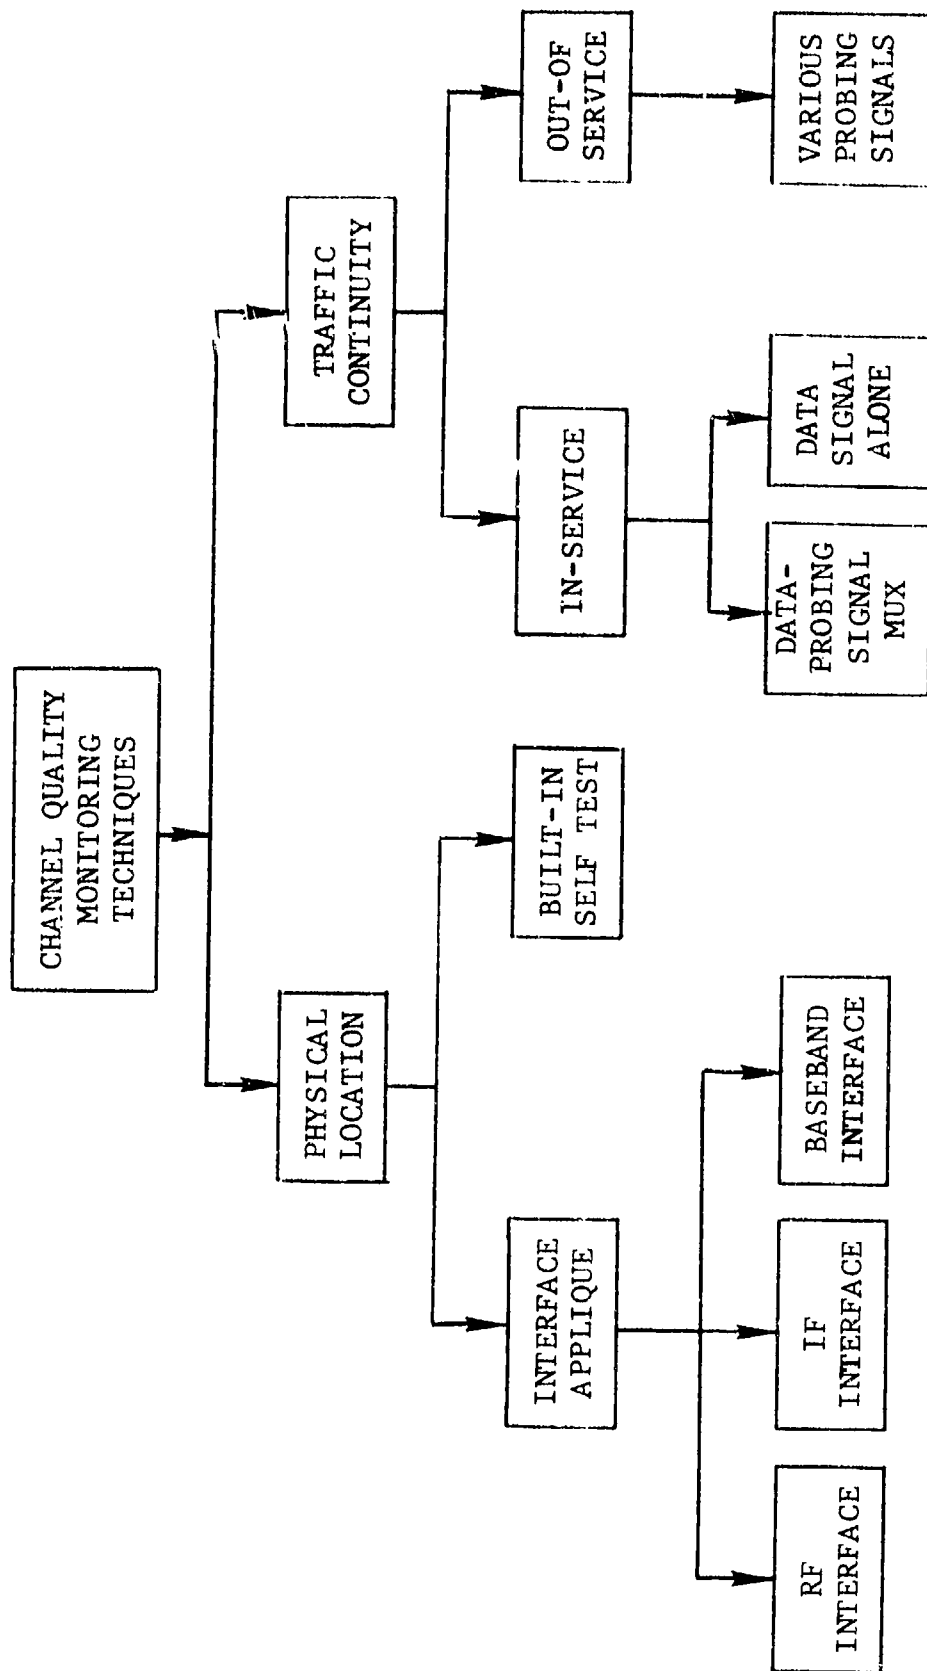 CHANNEL QUALITY
MONITORING
TECHNIQUES
PHYSICAL
LOCATION
TRAFFIC
CONTINUITY
INTERFACE
APPLIQUE
BUILT-IN
SELF TEST
IN-SERVICE
OUT-OF
SERVICE
RF
INTERFACE
IF
INTERFACE
BASEBAND
INTERFACE
DATA-
PROBING
SIGNAL
MUX
DATA
SIGNAL
ALONE
VARIOUS
PROBING
SIGNALS